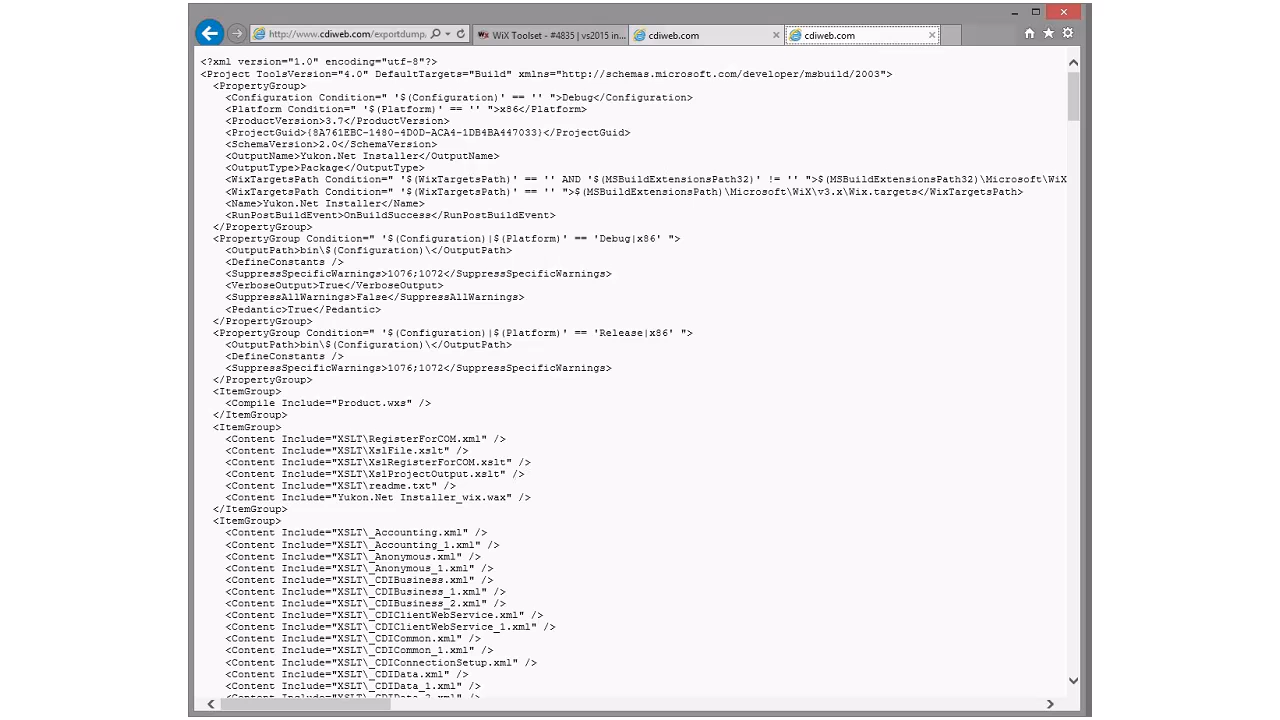 http://www.cdiweb.com/exportdump,
WiX Toolset - #4835 | vs2015 in...
cdiweb.com
cdiweb.com
<?xml version="1.0" encoding="utf-8"?>
<Project ToolsVersion="4.0" DefaultTargets="Build" xmlns="http://schemas.microsoft.com/developer/msbuild/2003">
<PropertyGroup>
<Configuration Condition=" '$(Configuration)' == '' ">Debug</Configuration>
<Platform Condition=" '$(Platform)' == '' ">x86</Platform>
<ProductVersion>3.7</ProductVersion>
<ProjectGuid>{8A761EBC-1480-4D0D-ACA4-1DB4BA447033}</ProjectGuid>
<SchemaVersion>2.0</SchemaVersion>
<OutputName>Yukon.Net Installer</OutputName>
<OutputType>Package</OutputType>
<WixTargetsPath Condition=" '$(WixTargetsPath)' == '' AND '$(MSBuildExtensionsPath32)' != '' ">$(MSBuildExtensionsPath32)\Microsoft\WiX
<WixTargetsPath Condition=" '$(WixTargetsPath)' == '' ">$(MSBuildExtensionsPath)\Microsoft\WiX\v3.x\Wix.targets</WixTargetsPath>
<Name>Yukon.Net Installer</Name>
<RunPostBuildEvent>OnBuildSuccess</RunPostBuildEvent>
</PropertyGroup>
<PropertyGroup Condition=" '$(Configuration)|$(Platform)' == 'Debug|x86' ">
<OutputPath>bin\$(Configuration)\</OutputPath>
<DefineConstants />
<SuppressSpecificWarnings>1076;1072</SuppressSpecificWarnings>
<VerboseOutput>True</VerboseOutput>
<SuppressAllWarnings>False</SuppressAllWarnings>
<Pedantic>True</Pedantic>
</PropertyGroup>
<PropertyGroup Condition=" '$(Configuration)|$(Platform)' == 'Release|x86' ">
<OutputPath>bin\$(Configuration)\</OutputPath>
<DefineConstants />
<SuppressSpecificWarnings>1076;1072</SuppressSpecificWarnings>
</PropertyGroup>
<ItemGroup>
<Compile Include="Product.wxs" />
</ItemGroup>
<ItemGroup>
<Content Include="XSLT\RegisterForCOM.xml" />
<Content Include="XSLT\XslFile.xslt" />
<Content Include="XSLT\XslRegisterForCOM.xslt" />
<Content Include="XSLT\XslProjectOutput.xslt" />
<Content Include="XSLT\readme.txt" />
<Content Include="Yukon.Net Installer_wix.wax" />
</ItemGroup>
<ItemGroup>
<Content Include="XSLT\_Accounting.xml" />
<Content Include="XSLT\_Accounting_1.xml" />
<Content Include="XSLT\_Anonymous.xml" />
<Content Include="XSLT\_Anonymous_1.xml" />
<Content Include="XSLT\_CDIBusiness.xml" />
<Content Include="XSLT\_CDIBusiness_1.xml" />
<Content Include="XSLT\_CDIBusiness_2.xml" />
<Content Include="XSLT\_CDIClientWebService.xml" />
<Content Include="XSLT\_CDIClientWebService_1.xml" />
<Content Include="XSLT\_CDICommon.xml" />
<Content Include="XSLT\_CDICommon_1.xml" />
<Content Include="XSLT\_CDIConnectionSetup.xml" />
<Content Include="XSLT\_CDIData.xml" />
<Content Include="XSLT\_CDIData_1.xml" />